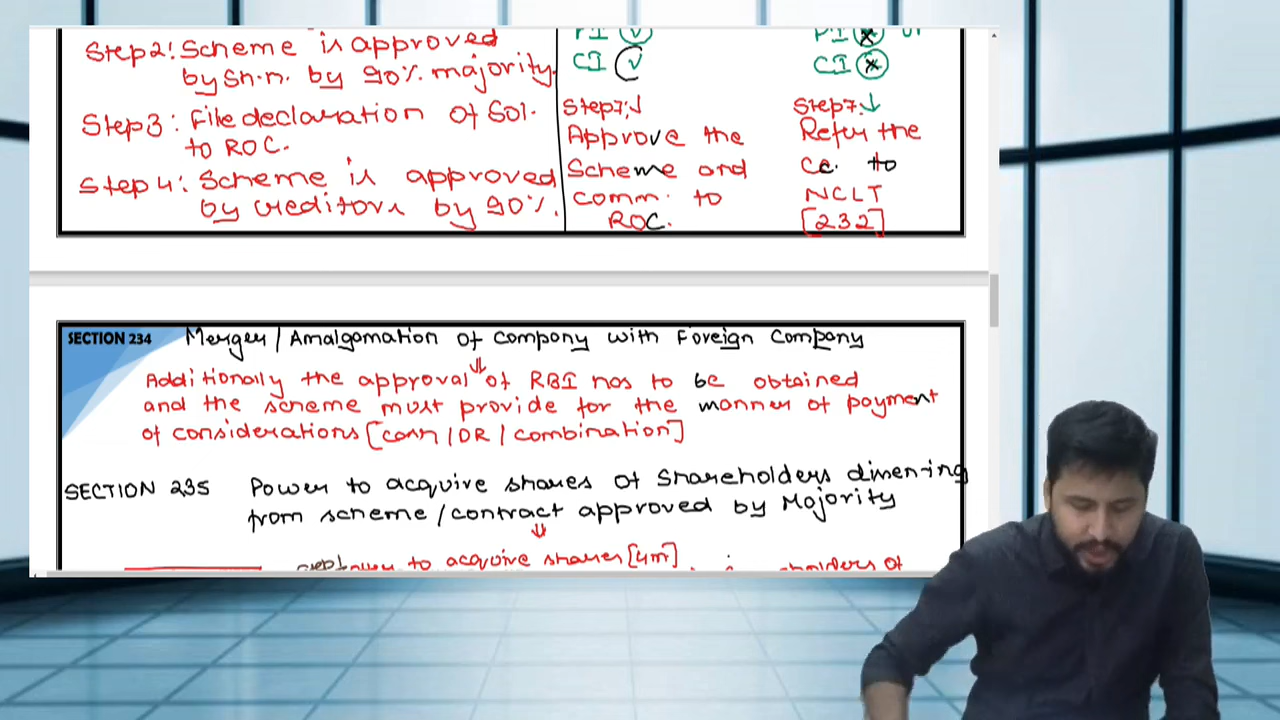 Step2: Scheme is approved
by Sh.n. by 90% majority.
Step3: File declaration of Sol.
to ROC.
Step4: Scheme is approved
by creditors by 90%.
CI
Step7:↓
Approve the
Scheme and
comm. to
ROC.
PI or
CI
Step7:↓
Refer the
Cc. to
NCLT
[232]
SECTION 234 Merger/Amalgamation of Company with Foreign Company
Additionally the approval of RBI has to be obtained
and the scheme must provide for the manner of payment
of considerations [cash/DR/combination]
SECTION 235 Power to acquire shares of Shareholders dissenting
from scheme/contract approved by Majority
to acquire shares [4m]
holders of